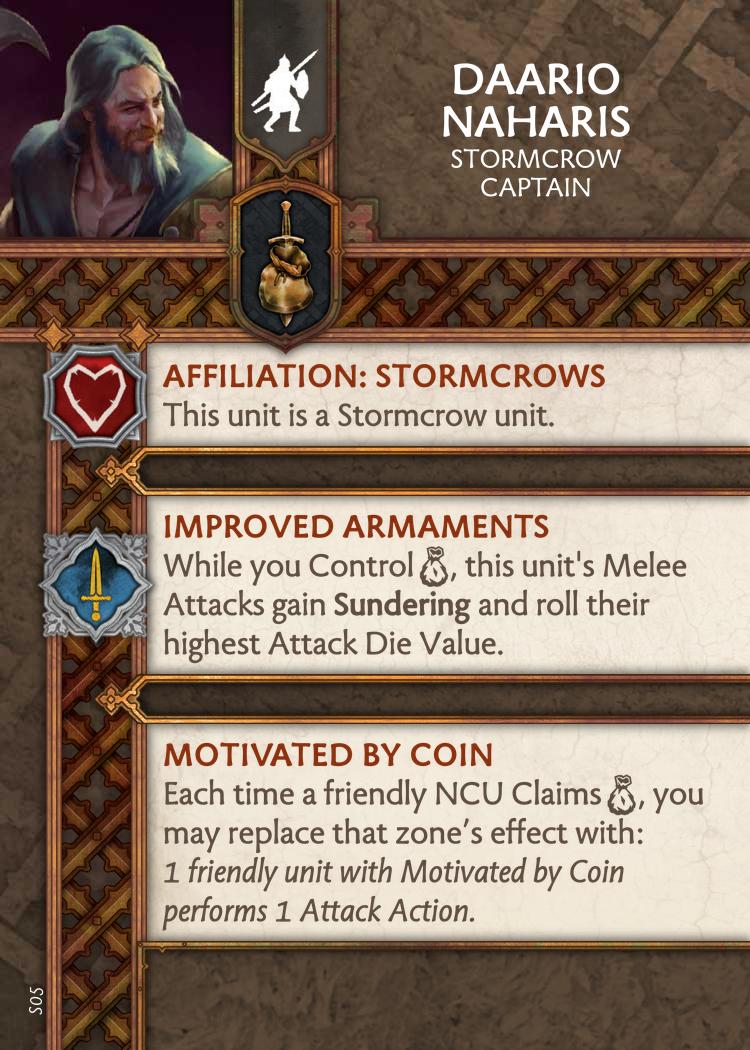 DAARIO
NAHARIS
STORMCROW
CAPTAIN
AFFILIATION: STORMCROWS
This unit is a Stormcrow unit.
IMPROVED ARMAMENTS
While you Control , this unit's Melee
Attacks gain Sundering and roll their
highest Attack Die Value.
MOTIVATED BY COIN
Each time a friendly NCU Claims , you
may replace that zone’s effect with:
1 friendly unit with Motivated by Coin
performs 1 Attack Action.
S05